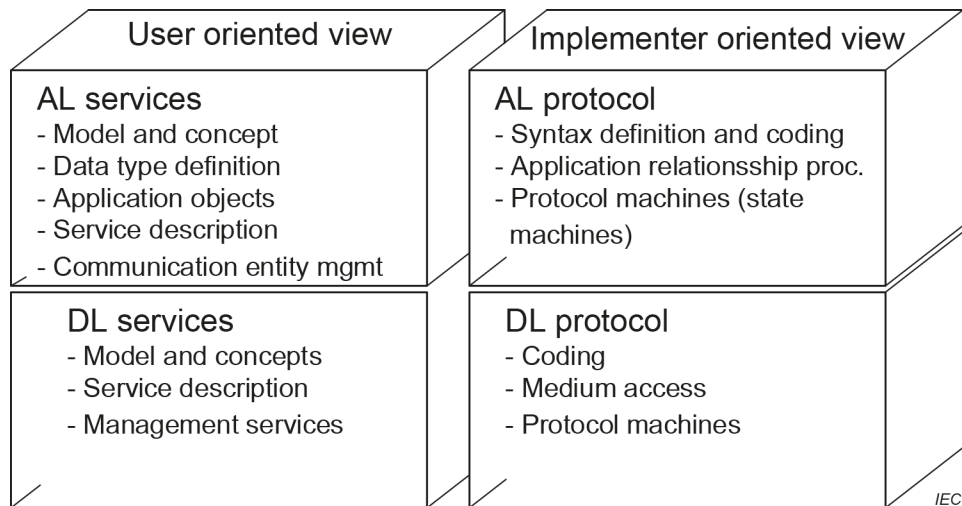 User oriented view
Implementer oriented view
AL services
- Model and concept
- Data type definition
- Application objects
- Service description
- Communication entity mgmt
AL protocol
- Syntax definition and coding
- Application relationsship proc.
- Protocol machines (state
machines)
DL services
- Model and concepts
- Service description
- Management services
DL protocol
- Coding
- Medium access
- Protocol machines
IEC